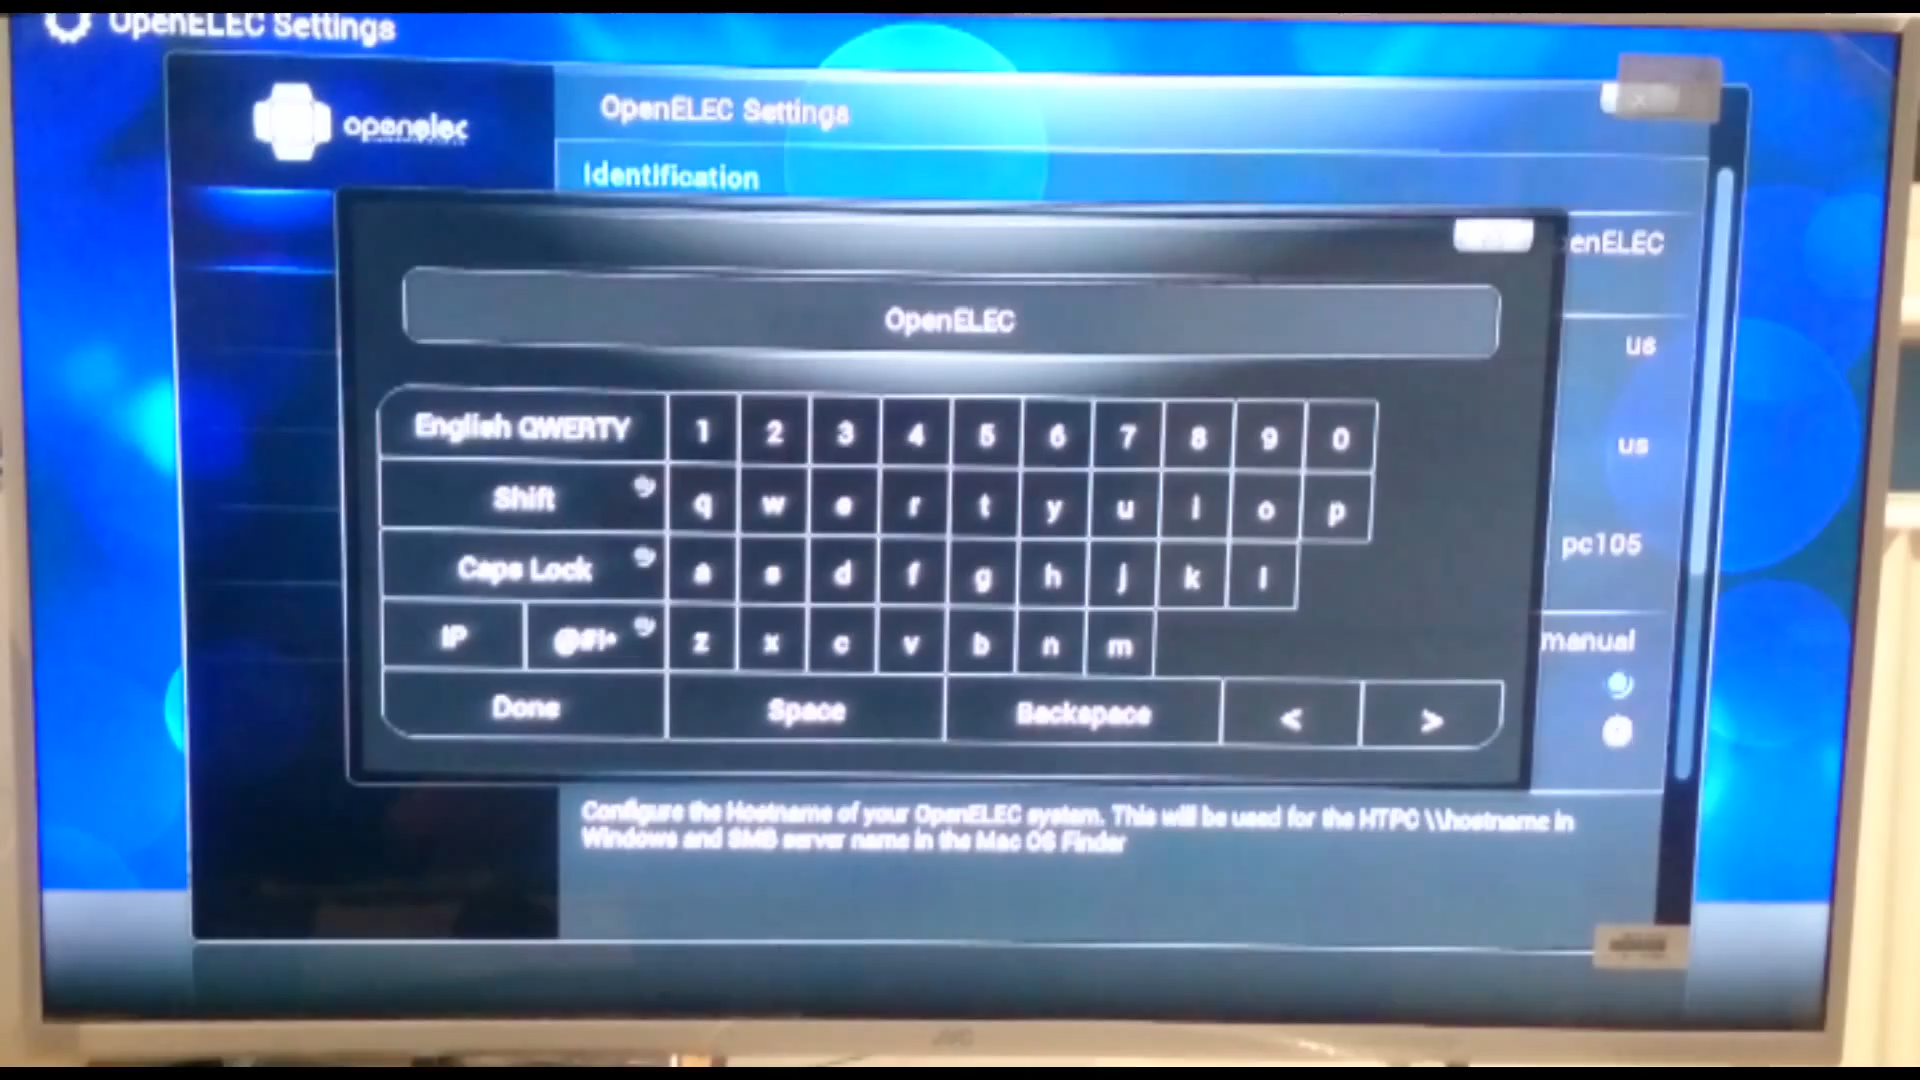 OpenELEC Settings
openelec
OpenELEC Settings
Identification
enELEC
OpenELEC
us
English QWERTY 1 2 3 4 5 6 7 8 9 0
us
Shift q w e r t y u i o p
pc105
Caps Lock a s d f g h j k l
IP @#!^ z x c v b n m
manual
Done Space Backspace < >
Configure the Hostname of your OpenELEC system. This will be used for the HTPC \\hostname in
Windows and SMB server name in the Mac OS Finder
JVC